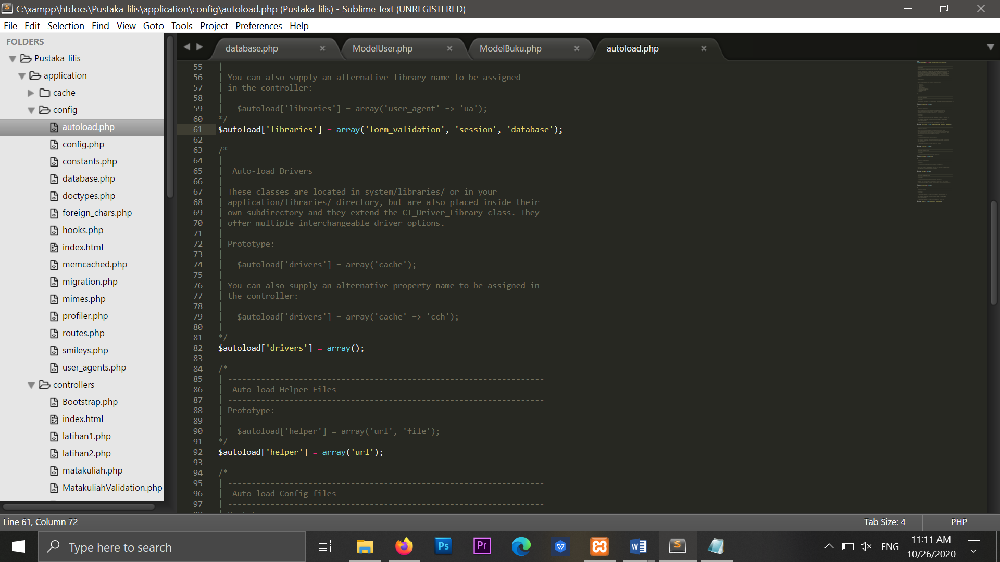 C:\xampp\htdocs\Pustaka_lilis\application\config\autoload.php (Pustaka_lilis) - Sublime Text (UNREGISTERED)
File Edit Selection Find View Goto Tools Project Preferences Help
FOLDERS
Pustaka_lilis
application
cache
config
autoload.php
config.php
constants.php
database.php
doctypes.php
foreign_chars.php
hooks.php
index.html
memcached.php
migration.php
mimes.php
profiler.php
routes.php
smileys.php
user_agents.php
controllers
Bootstrap.php
index.html
latihan1.php
latihan2.php
matakuliah.php
MatakuliahValidation.php
database.php ModelUser.php ModelBuku.php autoload.php
55 |
56 | You can also supply an alternative library name to be assigned
57 | in the controller:
58 |
59 |   $autoload['libraries'] = array('user_agent' => 'ua');
60 */
61 $autoload['libraries'] = array('form_validation', 'session', 'database');
62
63 /*
64 | -------------------------------------------------------------------
65 |  Auto-load Drivers
66 | -------------------------------------------------------------------
67 | These classes are located in system/libraries/ or in your
68 | application/libraries/ directory, but are also placed inside their
69 | own subdirectory and they extend the CI_Driver_Library class. They
70 | offer multiple interchangeable driver options.
71 |
72 | Prototype:
73 |
74 |   $autoload['drivers'] = array('cache');
75 |
76 | You can also supply an alternative property name to be assigned in
77 | the controller:
78 |
79 |   $autoload['drivers'] = array('cache' => 'cch');
80 |
81 */
82 $autoload['drivers'] = array();
83
84 /*
85 | -------------------------------------------------------------------
86 |  Auto-load Helper Files
87 | -------------------------------------------------------------------
88 | Prototype:
89 |
90 |   $autoload['helper'] = array('url', 'file');
91 */
92 $autoload['helper'] = array('url');
93
94 /*
95 | -------------------------------------------------------------------
96 |  Auto-load Config files
97 | -------------------------------------------------------------------
Line 61, Column 72
Tab Size: 4
PHP
Type here to search
Ps
Pr
ENG
11:11 AM
10/26/2020